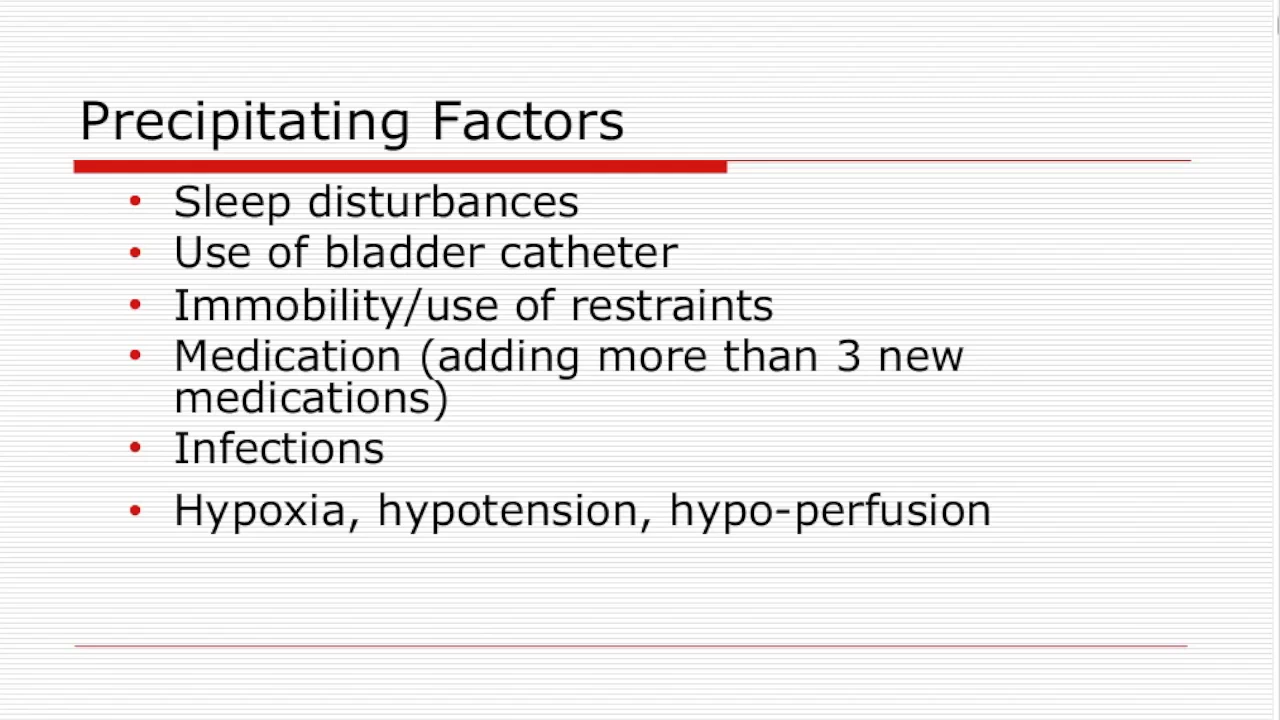 Precipitating Factors
• Sleep disturbances
• Use of bladder catheter
• Immobility/use of restraints
• Medication (adding more than 3 new
medications)
• Infections
• Hypoxia, hypotension, hypo-perfusion